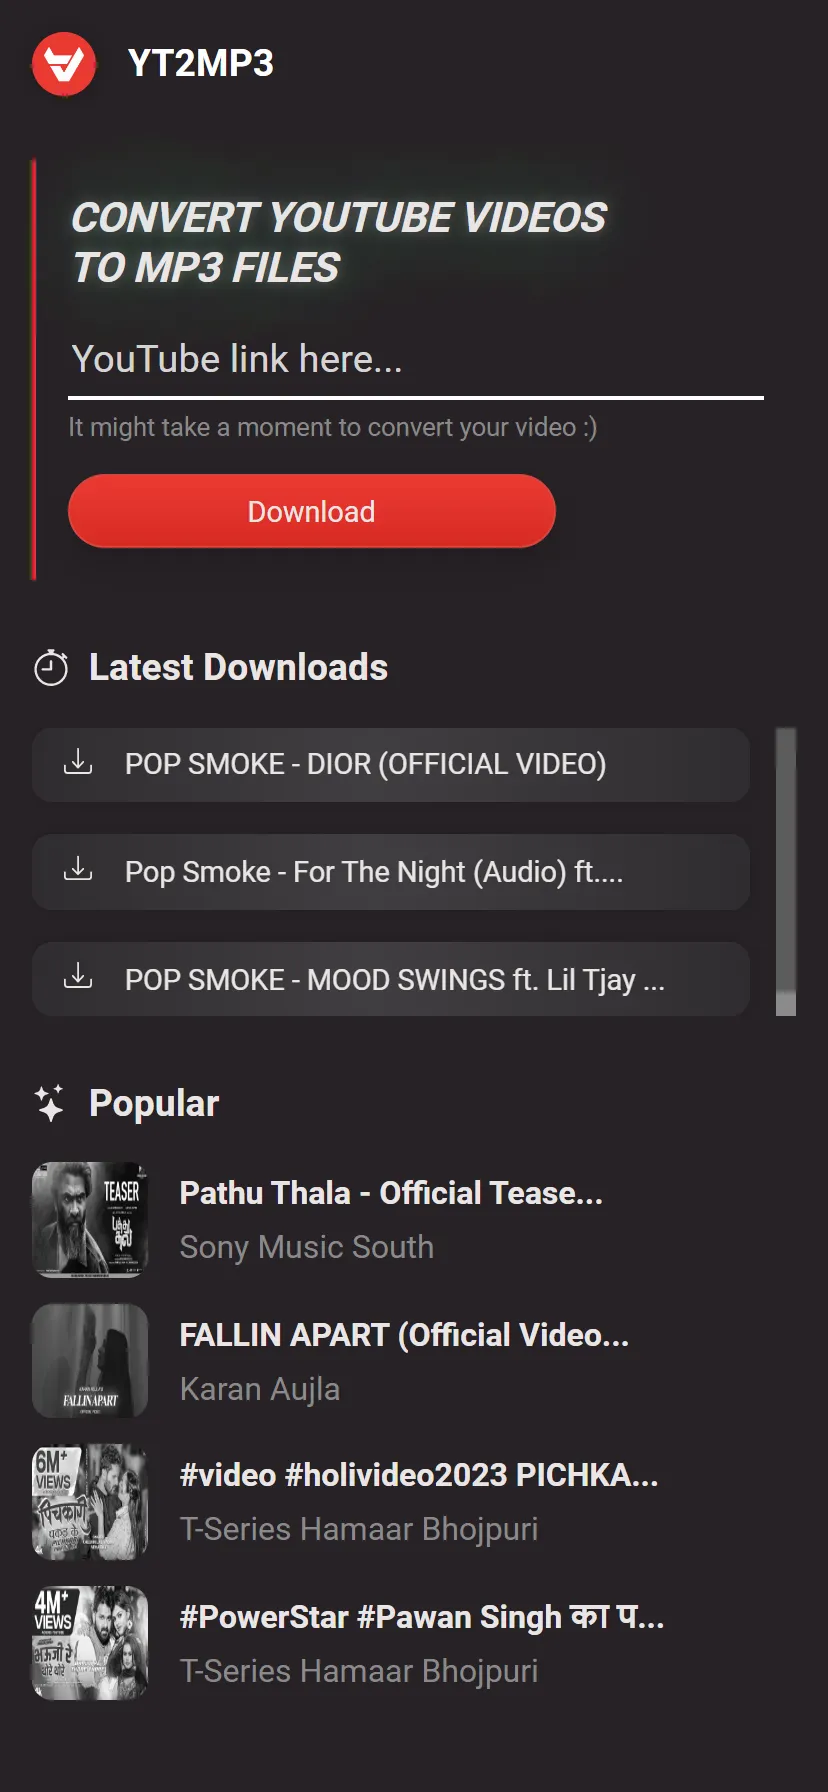 YT2MP3
CONVERT YOUTUBE VIDEOS
TO MP3 FILES
YouTube link here...
It might take a moment to convert your video :)
Download
Latest Downloads
POP SMOKE - DIOR (OFFICIAL VIDEO)
Pop Smoke - For The Night (Audio) ft....
POP SMOKE - MOOD SWINGS ft. Lil Tjay ...
Popular
TEASER
Pathu Thala - Official Tease...
Sony Music South
FALLIN APART
FALLIN APART (Official Video...
Karan Aujla
6M+
VIEWS
पिचकारी
#video #holivideo2023 PICHKA...
T-Series Hamaar Bhojpuri
4M+
VIEWS
#PowerStar #Pawan Singh का प...
T-Series Hamaar Bhojpuri